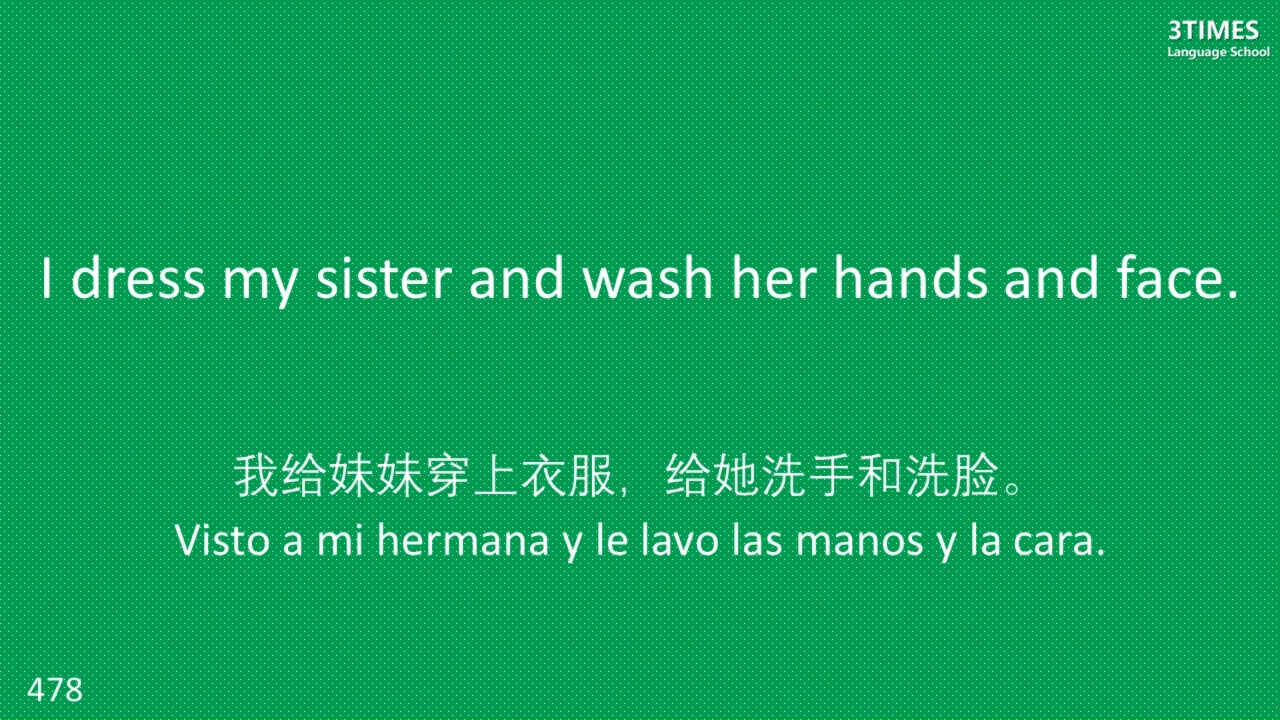 3TIMES
Language School
I dress my sister and wash her hands and face.
我给妹妹穿上衣服，给她洗手和洗脸。
Visto a mi hermana y le lavo las manos y la cara.
478